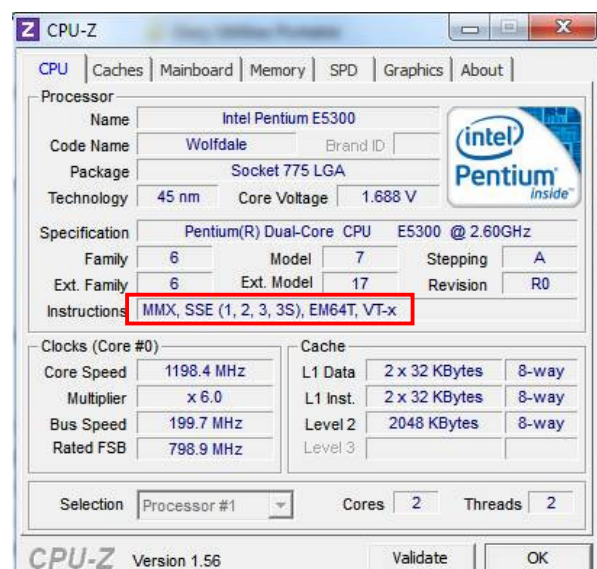 CPU-Z
CPU Caches Mainboard Memory SPD Graphics About
Processor
Name Intel Pentium E5300
Code Name Wolfdale Brand ID
Package Socket 775 LGA
Technology 45 nm Core Voltage 1.688 V
intel Pentium inside™
Specification Pentium(R) Dual-Core CPU E5300 @ 2.60GHz
Family 6 Model 7 Stepping A
Ext. Family 6 Ext. Model 17 Revision R0
Instructions MMX, SSE (1, 2, 3, 3S), EM64T, VT-x
Clocks (Core #0) Cache
Core Speed 1198.4 MHz L1 Data 2 x 32 KBytes 8-way
Multiplier x 6.0 L1 Inst. 2 x 32 KBytes 8-way
Bus Speed 199.7 MHz Level 2 2048 KBytes 8-way
Rated FSB 798.9 MHz Level 3
Selection Processor #1 Cores 2 Threads 2
CPU-Z Version 1.56 Validate OK